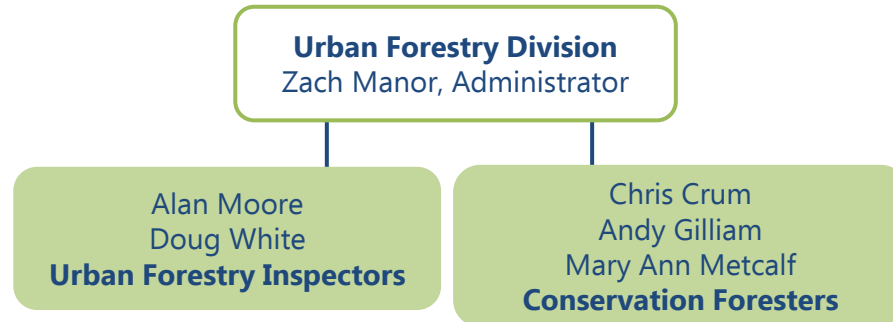 Urban Forestry Division
Zach Manor, Administrator
Alan Moore
Doug White
Urban Forestry Inspectors
Chris Crum
Andy Gilliam
Mary Ann Metcalf
Conservation Foresters